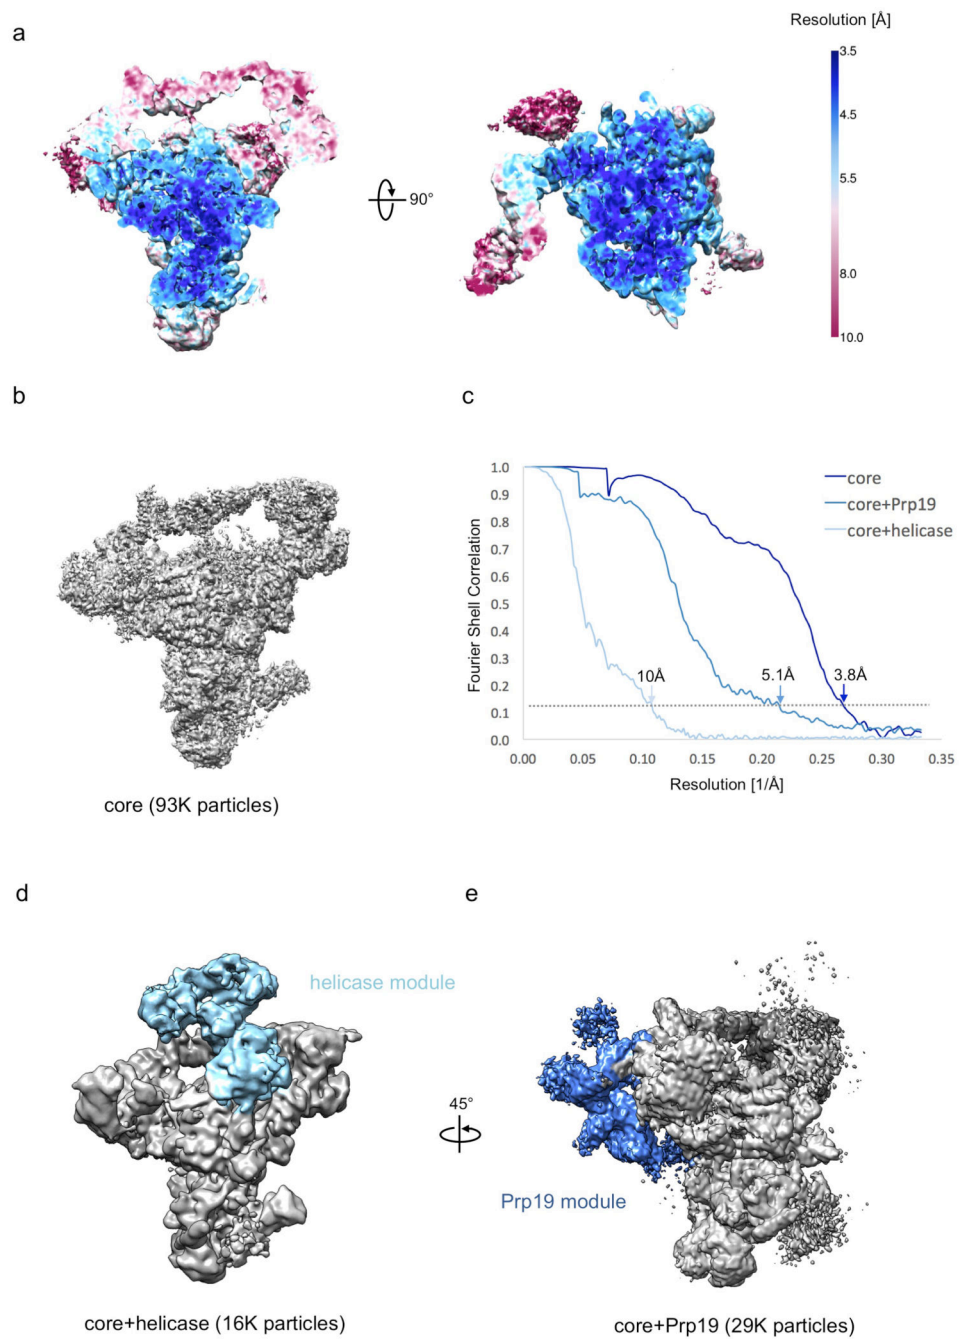 a
Resolution [Å]
3.5
4.5
5.5
8.0
10.0
90°
b
core (93K particles)
c
1.0
0.9
0.8
0.7
0.6
0.5
0.4
0.3
0.2
0.1
0.0
Fourier Shell Correlation
core
core+Prp19
core+helicase
10Å
5.1Å
3.8Å
0.00 0.05 0.10 0.15 0.20 0.25 0.30 0.35
Resolution [1/Å]
d
helicase module
core+helicase (16K particles)
45°
e
Prp19 module
core+Prp19 (29K particles)